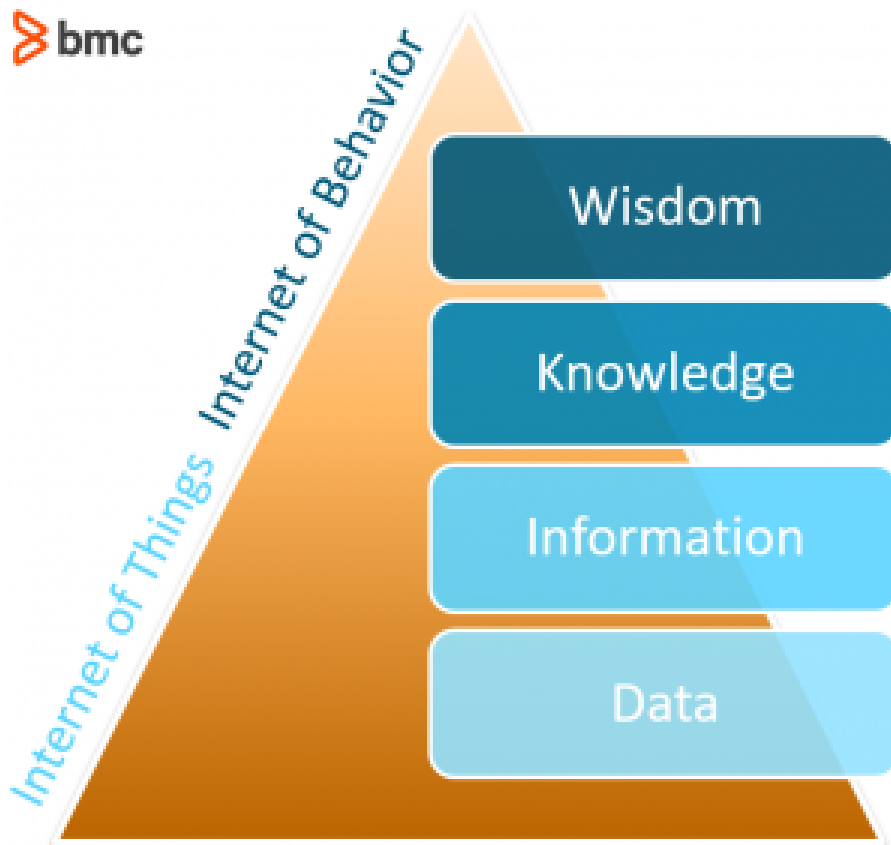 bmc
Internet of Behavior
Internet of Things
Wisdom
Knowledge
Information
Data